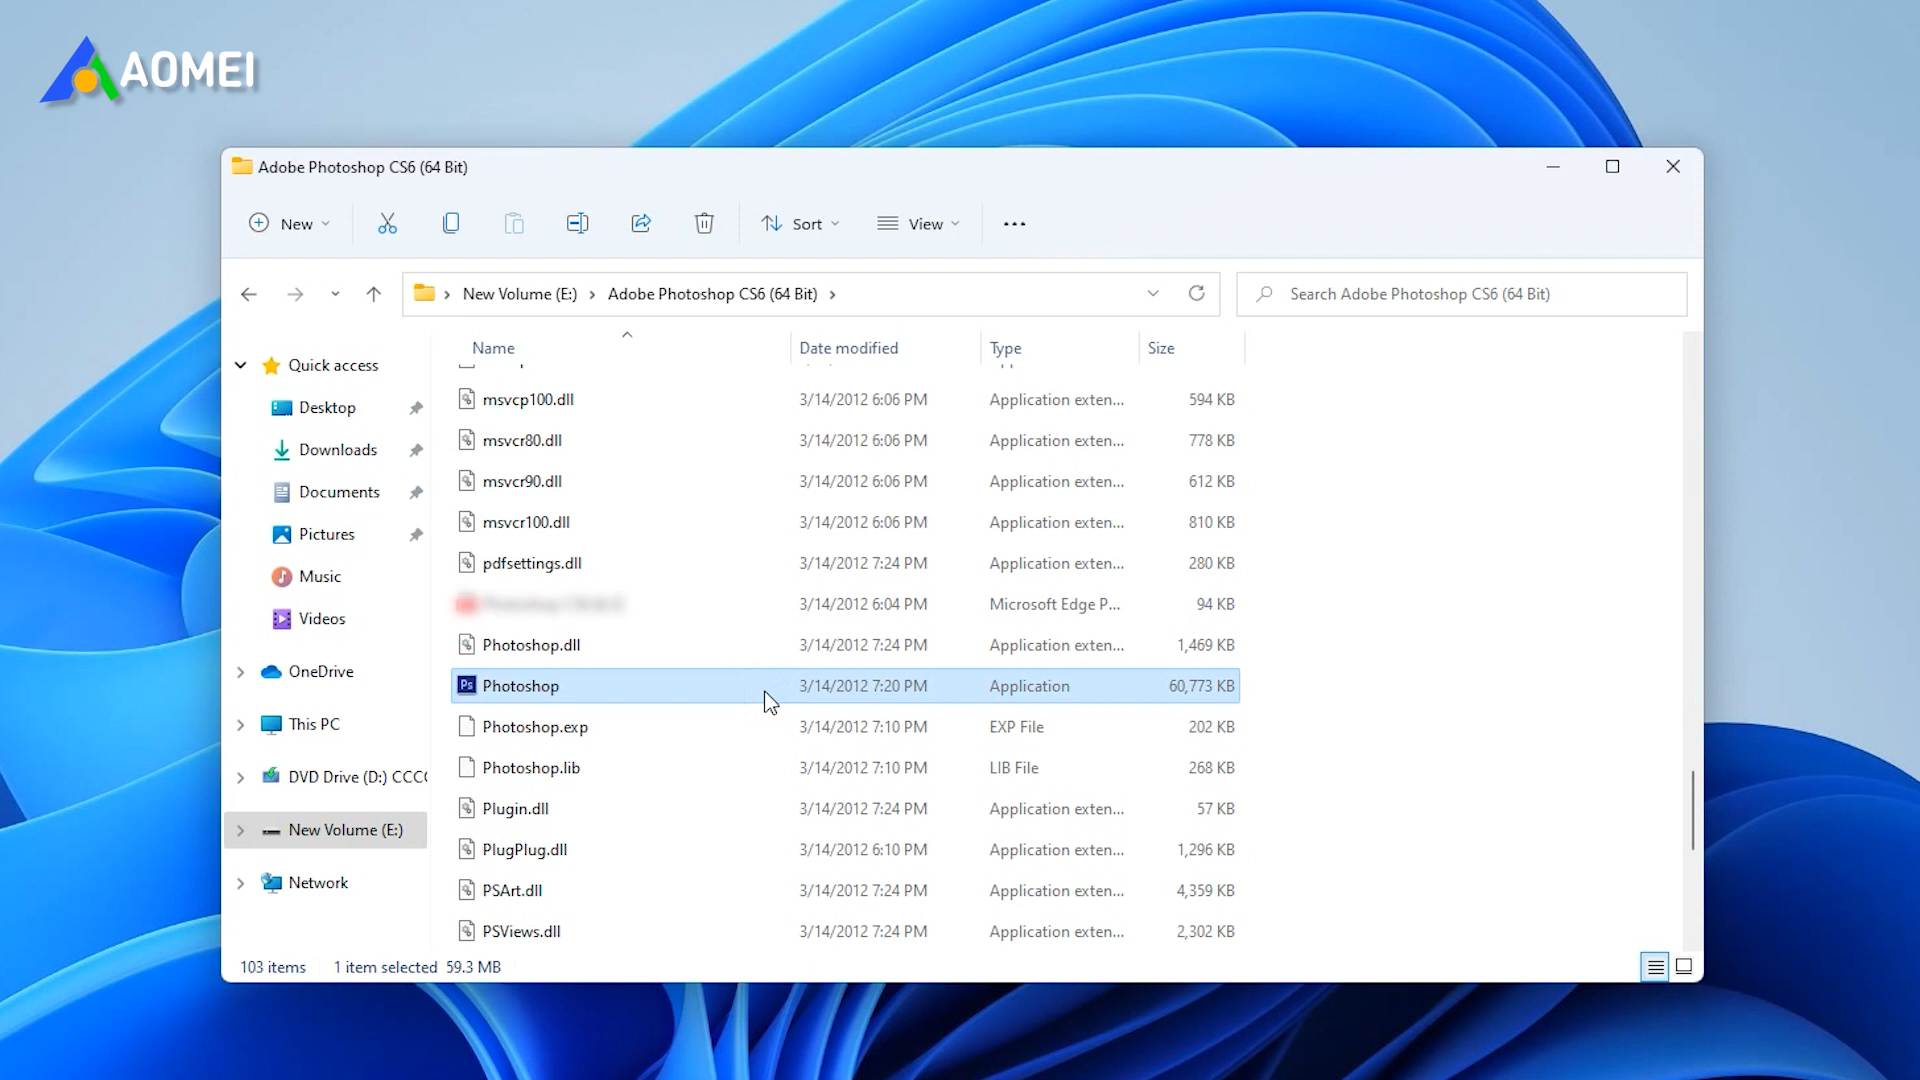 AOMEI
Adobe Photoshop CS6 (64 Bit)
New Sort View
New Volume (E:) Adobe Photoshop CS6 (64 Bit) Search Adobe Photoshop CS6 (64 Bit)
Name Date modified Type Size
Quick access
Desktop
Downloads
Documents
Pictures
Music
Videos
OneDrive
This PC
DVD Drive (D:) CCC
New Volume (E:)
Network
msvcp100.dll 3/14/2012 6:06 PM Application exten... 594 KB
msvcr80.dll 3/14/2012 6:06 PM Application exten... 778 KB
msvcr90.dll 3/14/2012 6:06 PM Application exten... 612 KB
msvcr100.dll 3/14/2012 6:06 PM Application exten... 810 KB
pdfsettings.dll 3/14/2012 7:24 PM Application exten... 280 KB
3/14/2012 6:04 PM Microsoft Edge P... 94 KB
Photoshop.dll 3/14/2012 7:24 PM Application exten... 1,469 KB
Ps Photoshop 3/14/2012 7:20 PM Application 60,773 KB
Photoshop.exp 3/14/2012 7:10 PM EXP File 202 KB
Photoshop.lib 3/14/2012 7:10 PM LIB File 268 KB
Plugin.dll 3/14/2012 7:24 PM Application exten... 57 KB
PlugPlug.dll 3/14/2012 6:10 PM Application exten... 1,296 KB
PSArt.dll 3/14/2012 7:24 PM Application exten... 4,359 KB
PSViews.dll 3/14/2012 7:24 PM Application exten... 2,302 KB
103 items 1 item selected 59.3 MB